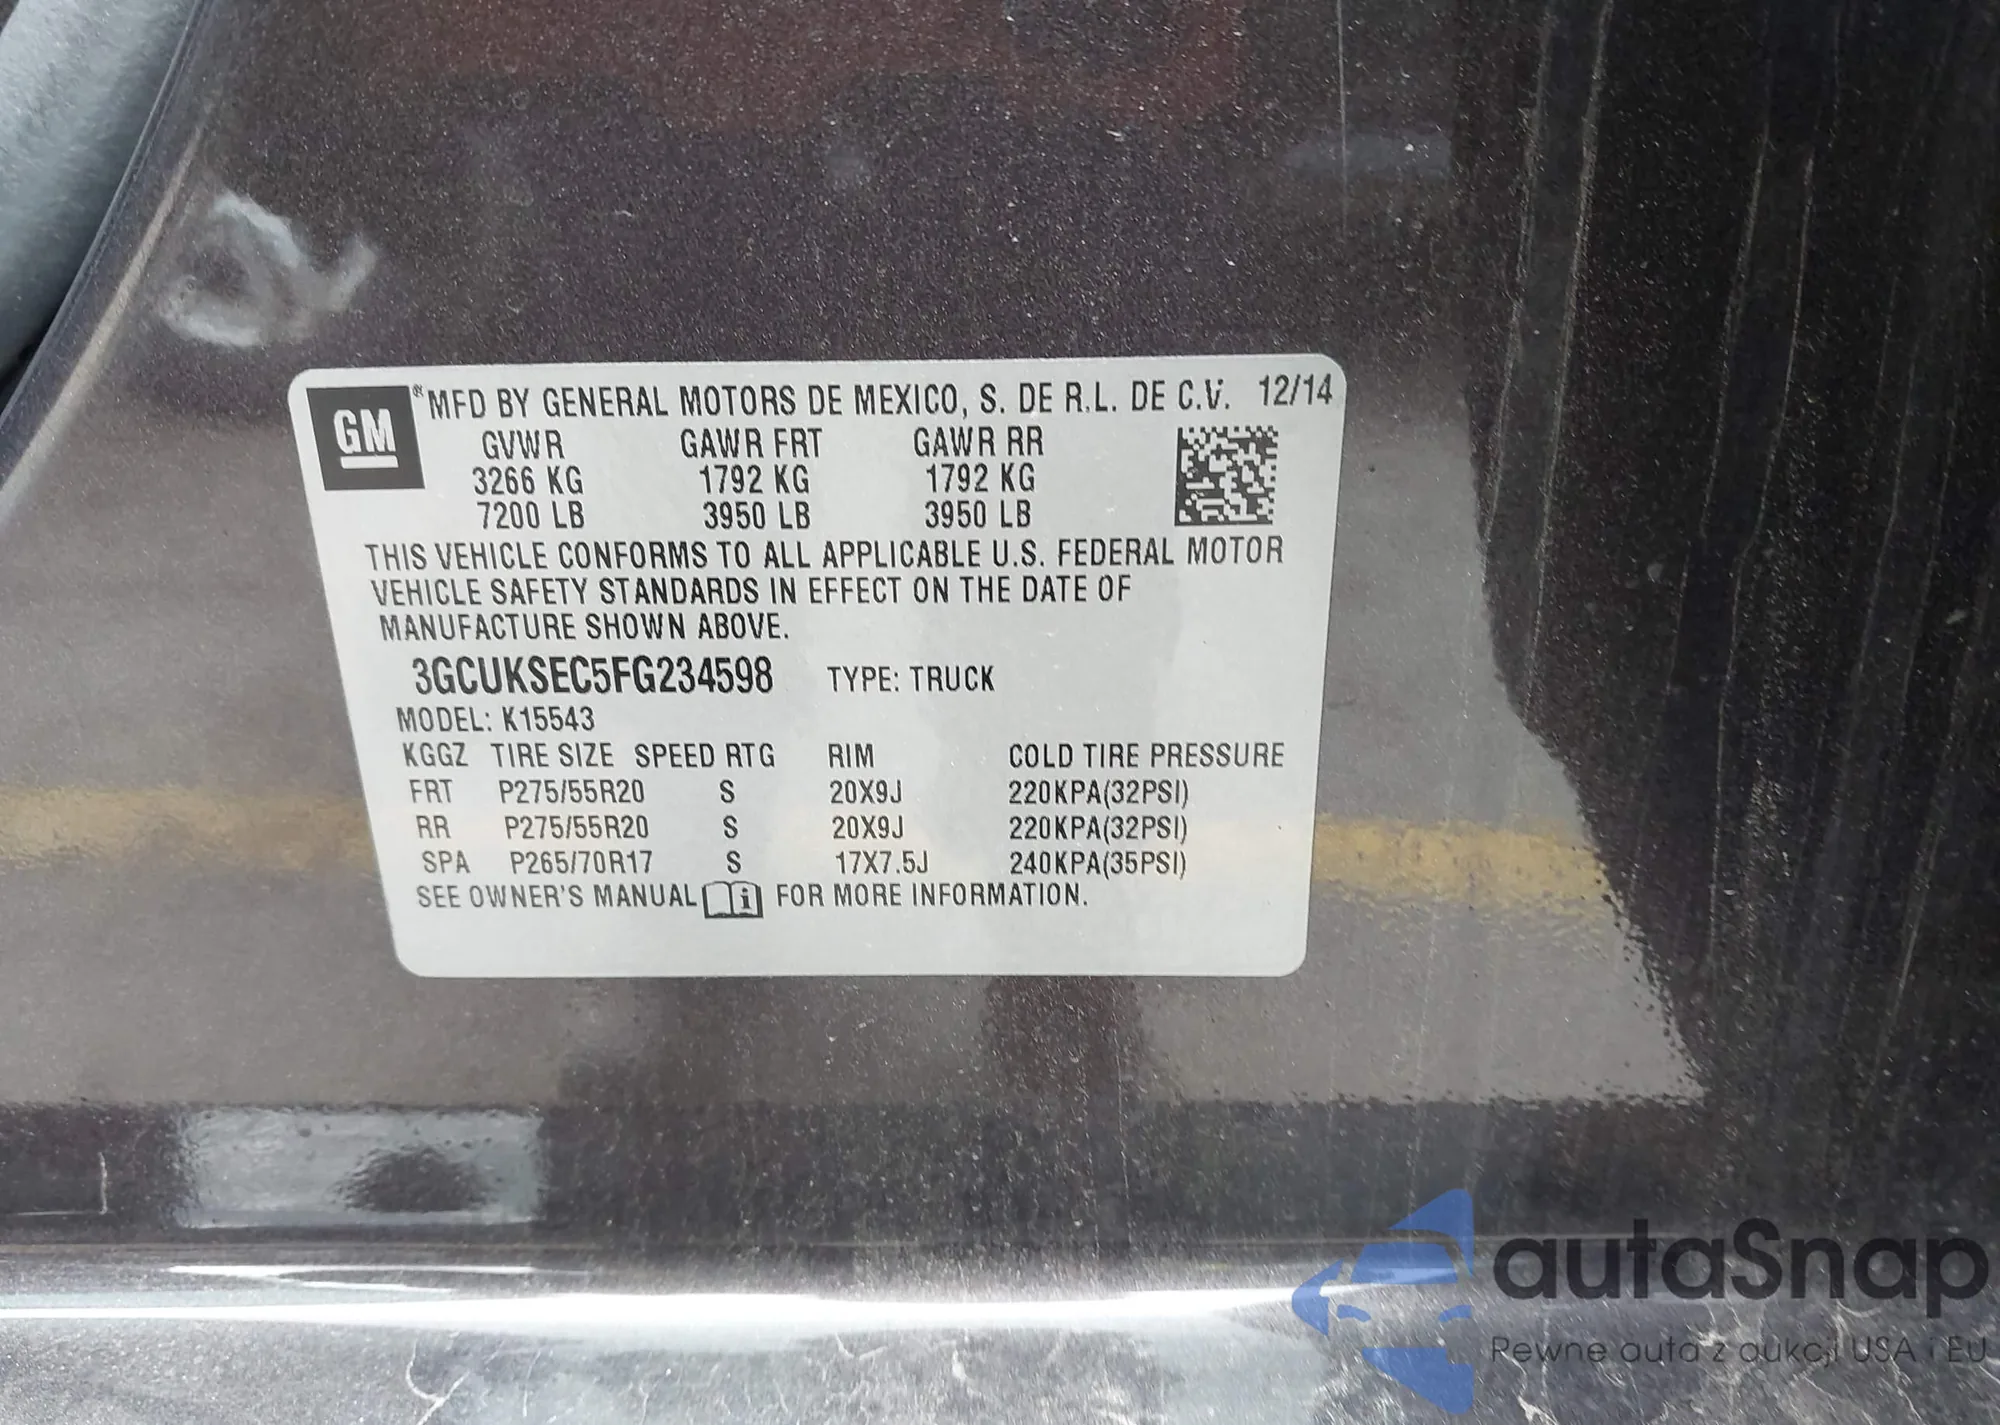 02
GM
® MFD BY GENERAL MOTORS DE MEXICO, S. DE R.L. DE C.V. 12/14
GVWR GAWR FRT GAWR RR
3266 KG 1792 KG 1792 KG
7200 LB 3950 LB 3950 LB
THIS VEHICLE CONFORMS TO ALL APPLICABLE U.S. FEDERAL MOTOR
VEHICLE SAFETY STANDARDS IN EFFECT ON THE DATE OF
MANUFACTURE SHOWN ABOVE.
3GCUKSEC5FG234598 TYPE: TRUCK
MODEL: K15543
KGGZ TIRE SIZE SPEED RTG RIM COLD TIRE PRESSURE
FRT P275/55R20 S 20X9J 220KPA(32PSI)
RR P275/55R20 S 20X9J 220KPA(32PSI)
SPA P265/70R17 S 17X7.5J 240KPA(35PSI)
SEE OWNER'S MANUAL i FOR MORE INFORMATION.
autaSnap
Pewne auta z aukcji USA i EU